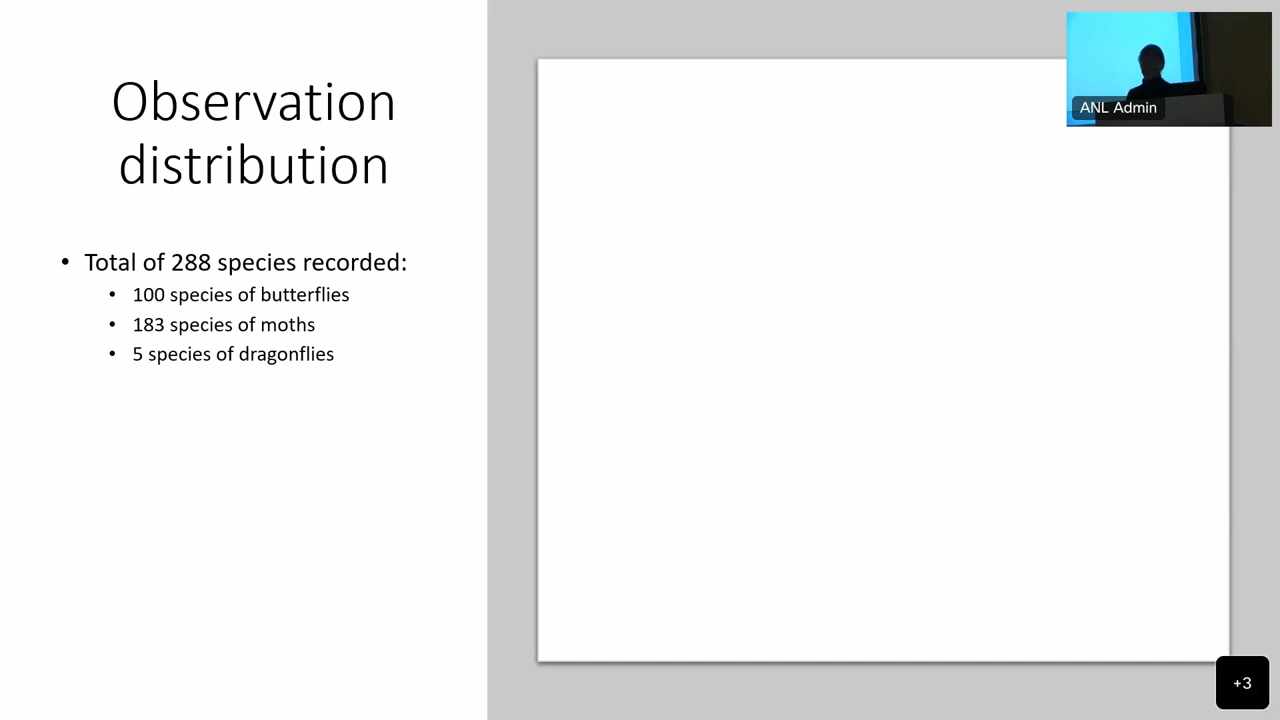 Observation
distribution
• Total of 288 species recorded:
• 100 species of butterflies
• 183 species of moths
• 5 species of dragonflies
ANL Admin
+3